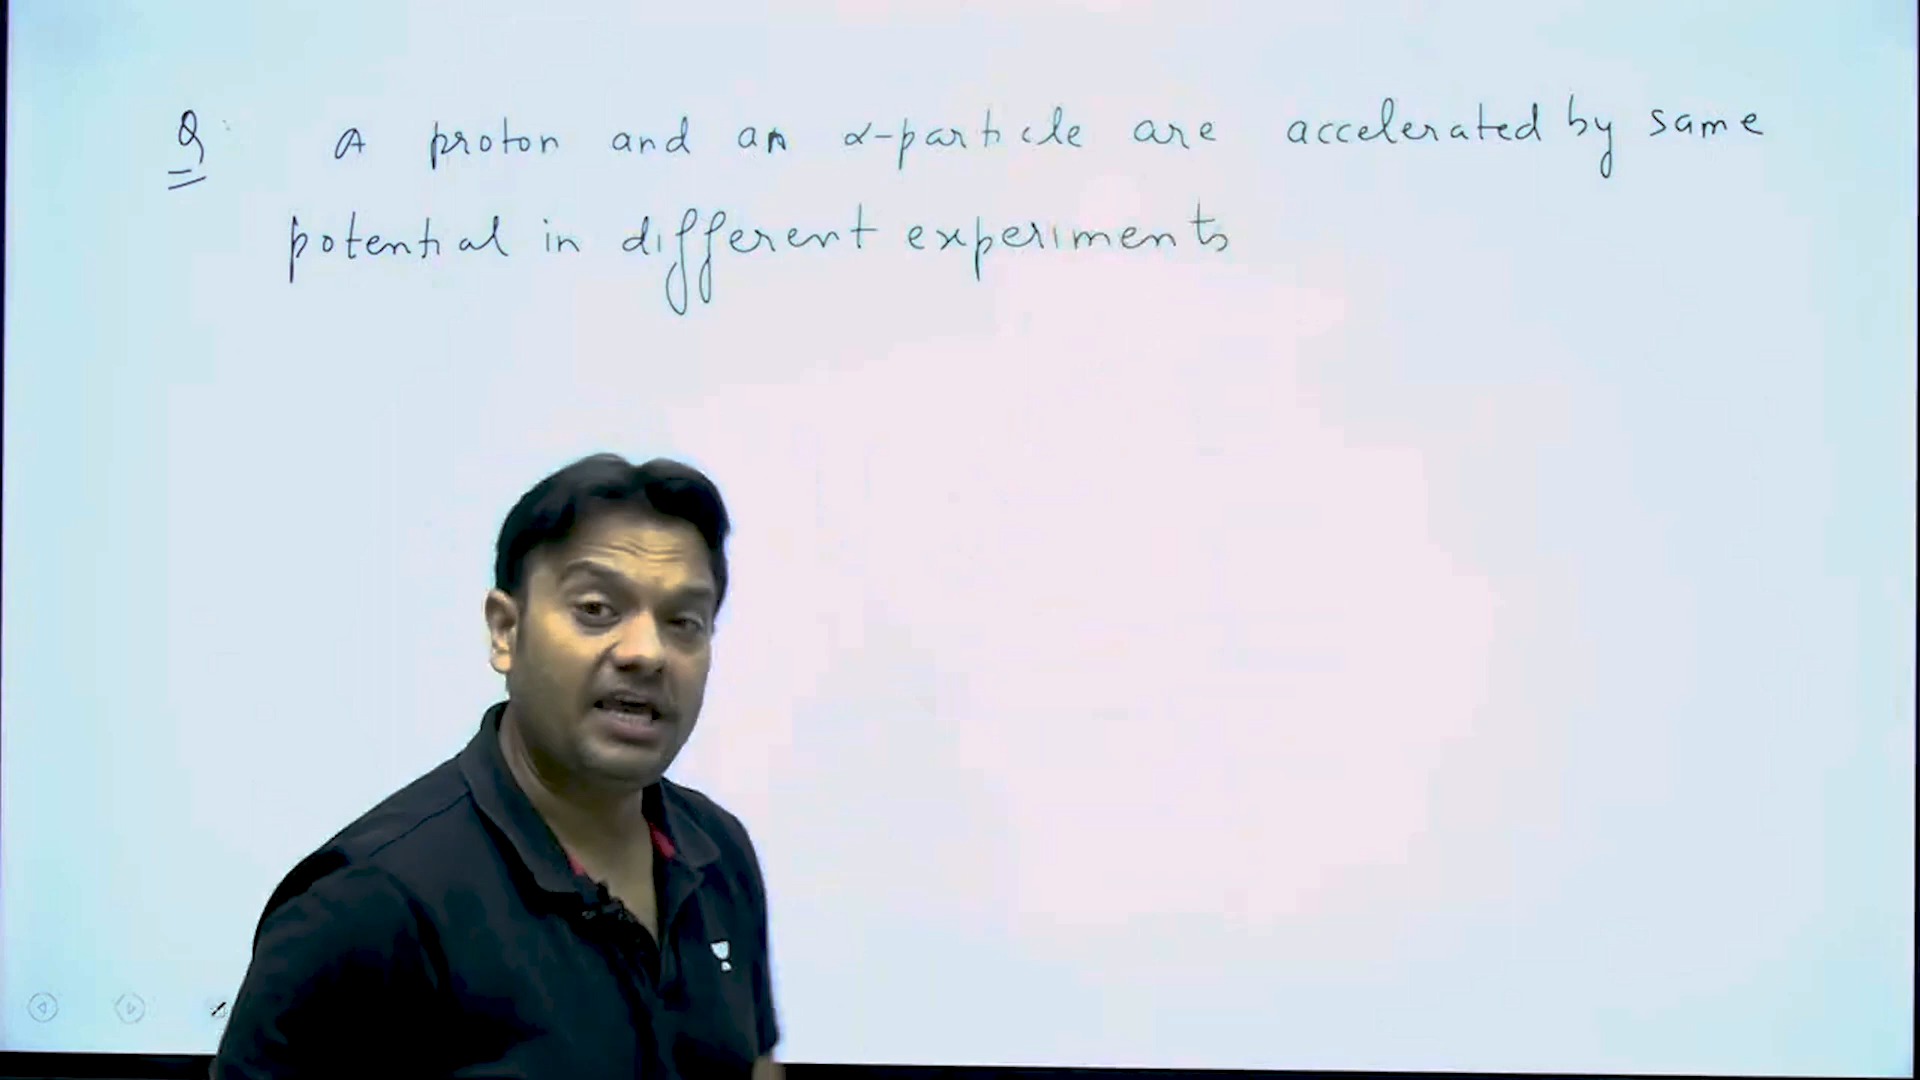 Q: A proton and an α-particle are accelerated by same
potential in different experiments